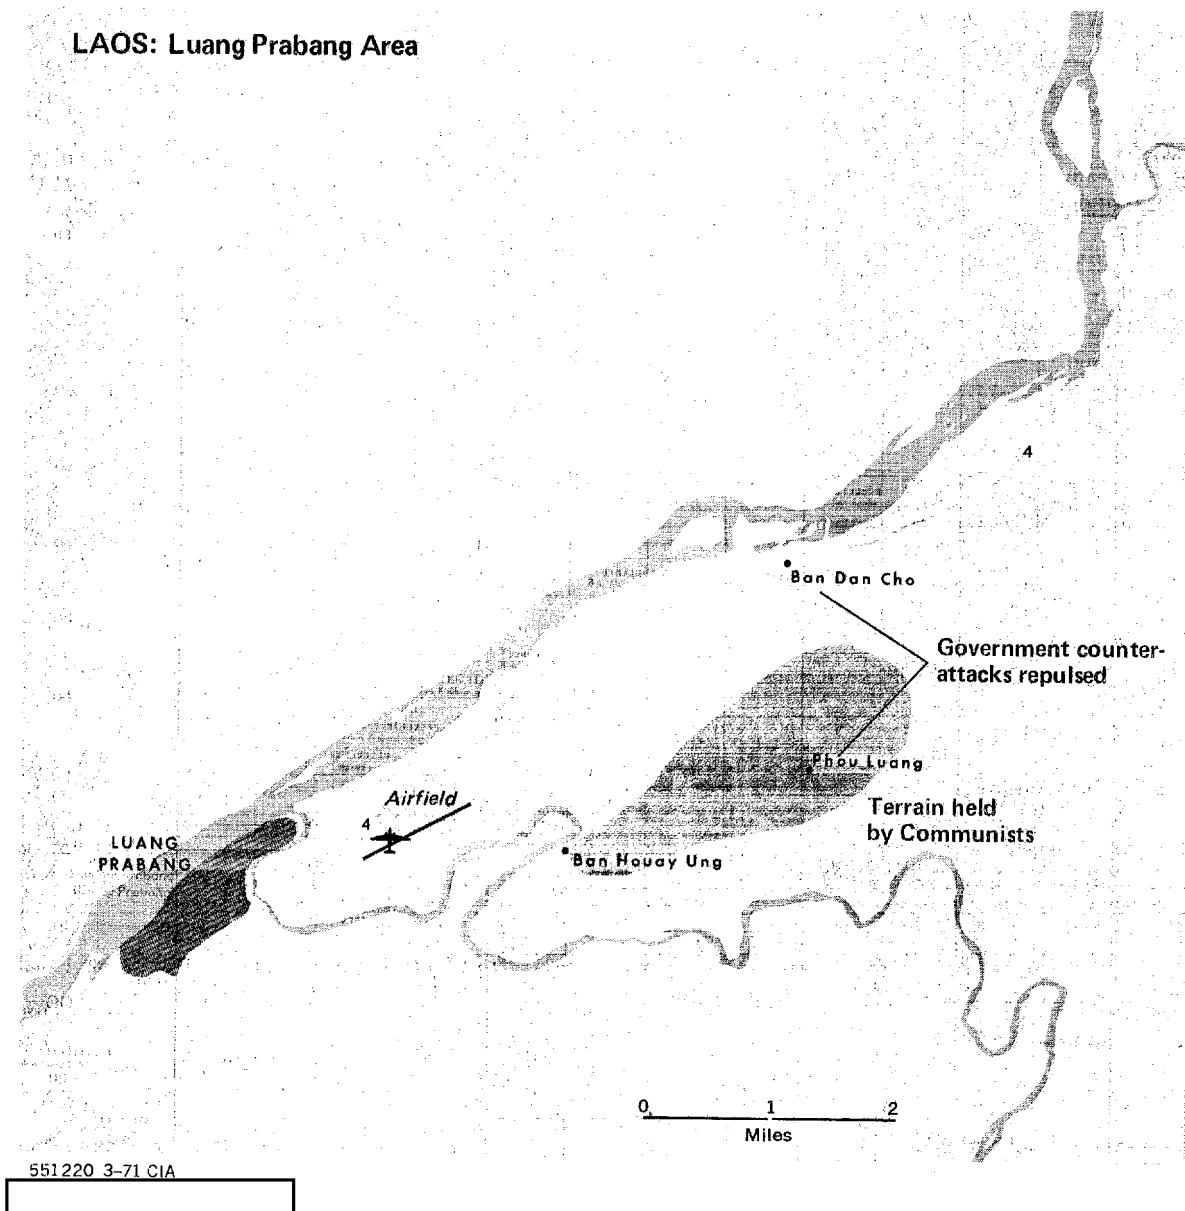 LAOS: Luang Prabang Area
4
Ban Dan Cho
Government counter-
attacks repulsed
Phou Luang
Airfield
4
Terrain held
by Communists
LUANG
PRABANG
Ban Houay Ung
0
1
2
Miles
551220 3-71 CIA